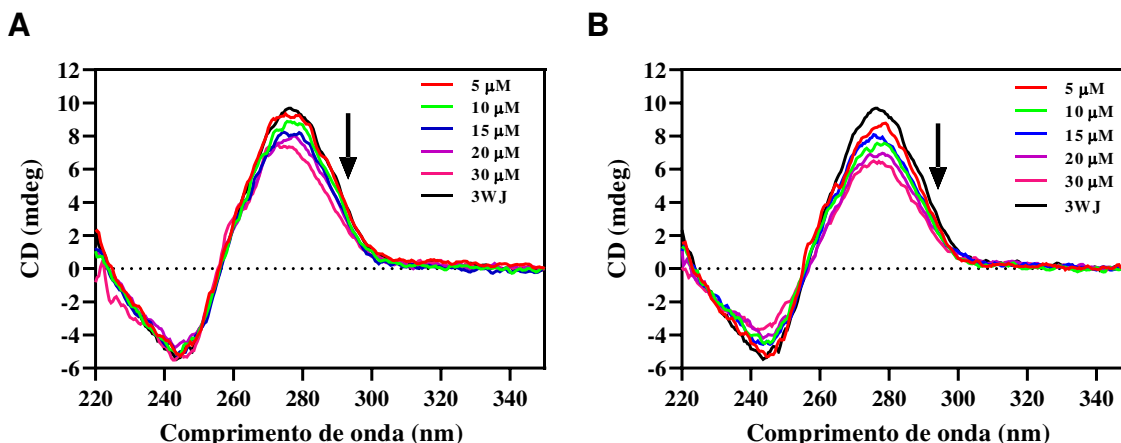 A
CD (mdeg)
12
10
8
6
4
2
0
-2
-4
-6
220
240
260
280
300
320
340
Comprimento de onda (nm)
5 μM
10 μM
15 μM
20 μM
30 μM
3WJ
B
CD (mdeg)
12
10
8
6
4
2
0
-2
-4
-6
220
240
260
280
300
320
340
Comprimento de onda (nm)
5 μM
10 μM
15 μM
20 μM
30 μM
3WJ